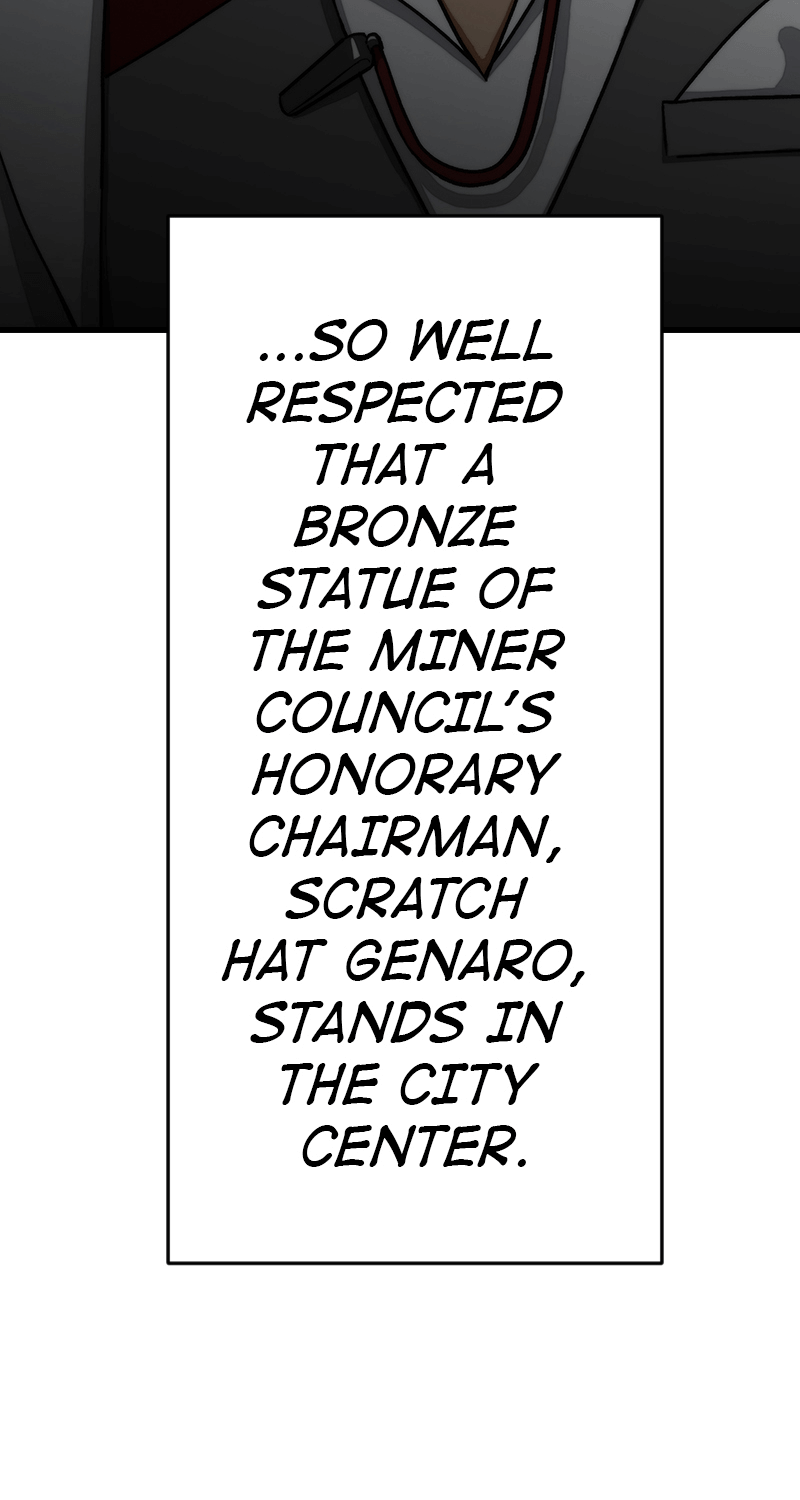 ...SO WELL
RESPECTED
THAT A
BRONZE
STATUE OF
THE MINER
COUNCIL'S
HONORARY
CHAIRMAN,
SCRATCH
HAT GENARO,
STANDS IN
THE CITY
CENTER.